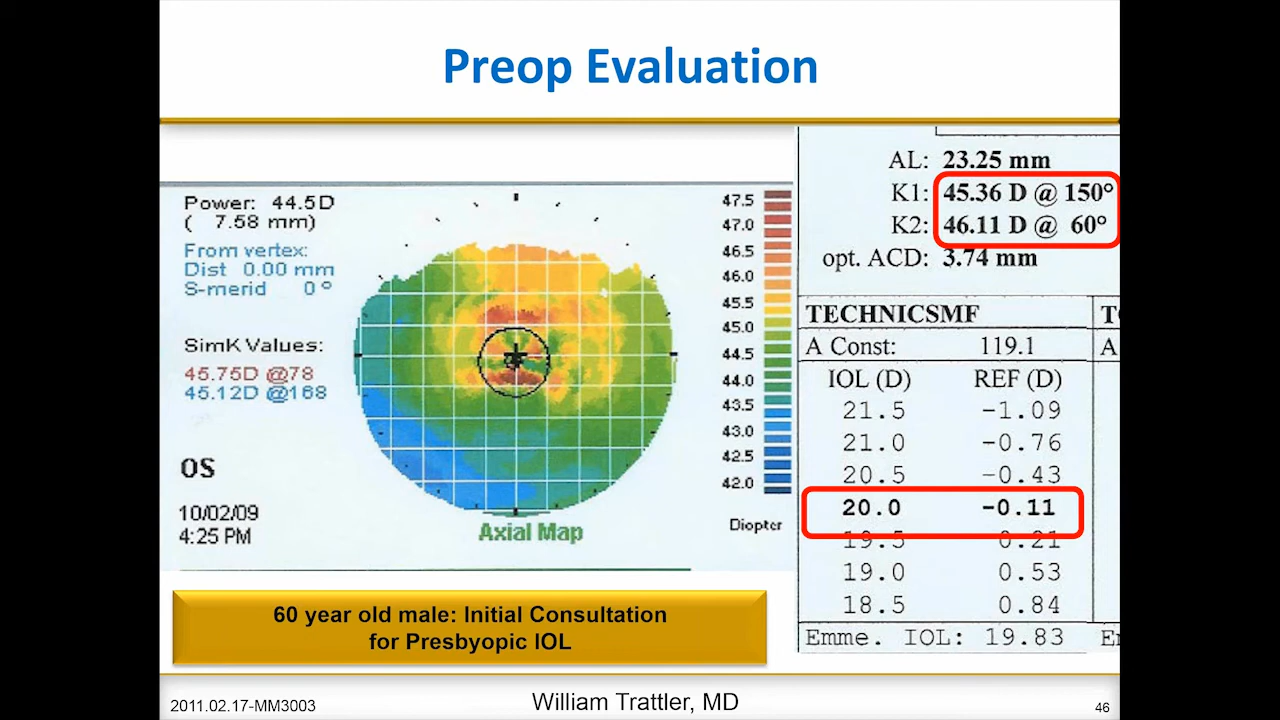 Preop Evaluation
Power: 44.5D
( 7.58 mm)
From vertex:
Dist 0.00 mm
S-merid 0°
SimK Values:
45.75D @78
45.12D @168
OS
10/02/09
4:25 PM
Axial Map
47.5
47.0
46.5
46.0
45.5
45.0
44.5
44.0
43.5
43.0
42.5
42.0
Diopter
AL: 23.25 mm
K1: 45.36 D @ 150°
K2: 46.11 D @ 60°
opt. ACD: 3.74 mm
TECHNICSMF
A Const: 119.1
IOL (D) REF (D)
21.5 -1.09
21.0 -0.76
20.5 -0.43
20.0 -0.11
19.5 0.21
19.0 0.53
18.5 0.84
Emme. IOL: 19.83
60 year old male: Initial Consultation
for Presbyopic IOL
2011.02.17-MM3003
William Trattler, MD
46